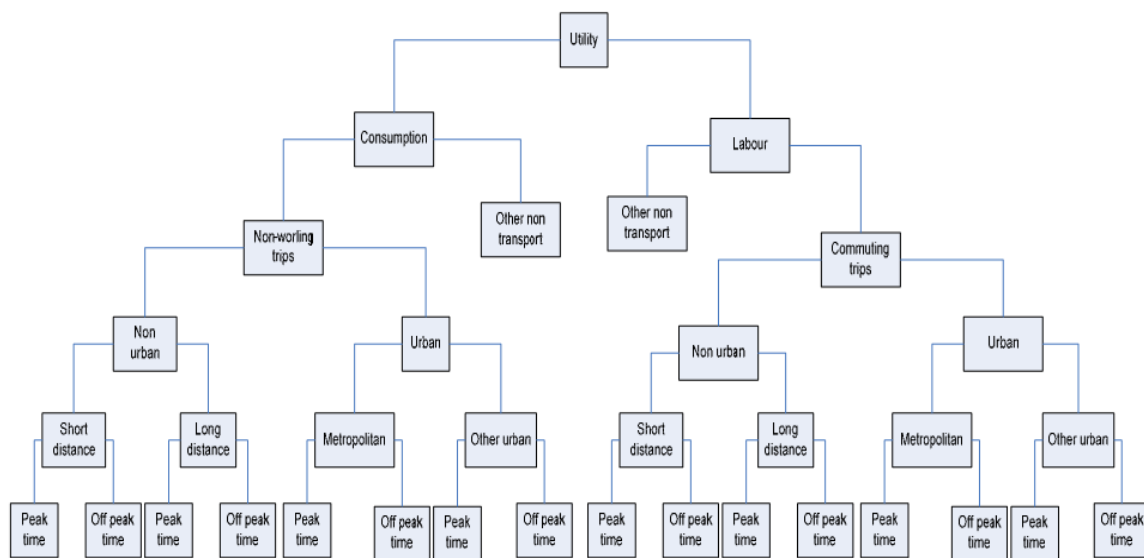 Utility
Consumption
Labour
Other non
transport
Other non
transport
Non-worling
trips
Commuting
trips
Non
urban
Urban
Non urban
Urban
Short
distance
Long
distance
Metropolitan
Other urban
Short
distance
Long
distance
Metropolitan
Other urban
Peak
time
Off peak
time
Peak
time
Off peak
time
Peak
time
Off peak
time
Peak
time
Off peak
time
Peak
time
Off peak
time
Peak
time
Off peak
time
Peak
time
Off peak
time
Peak
time
Off peak
time